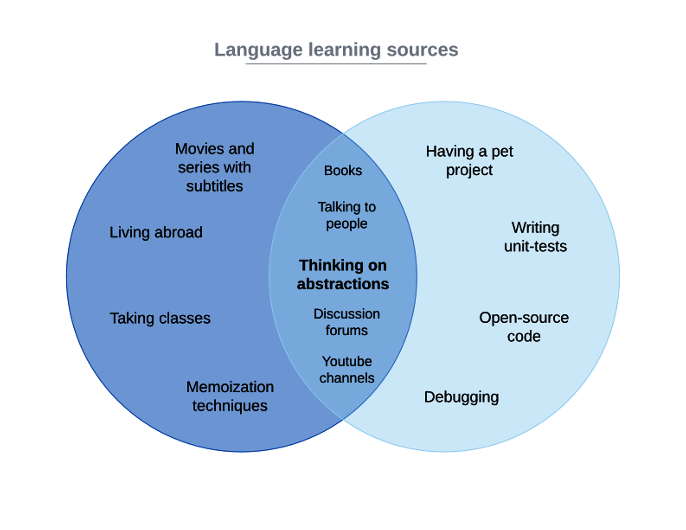 Language learning sources
Movies and
series with
subtitles
Living abroad
Taking classes
Memoization
techniques
Books
Talking to
people
Thinking on
abstractions
Discussion
forums
Youtube
channels
Having a pet
project
Writing
unit-tests
Open-source
code
Debugging